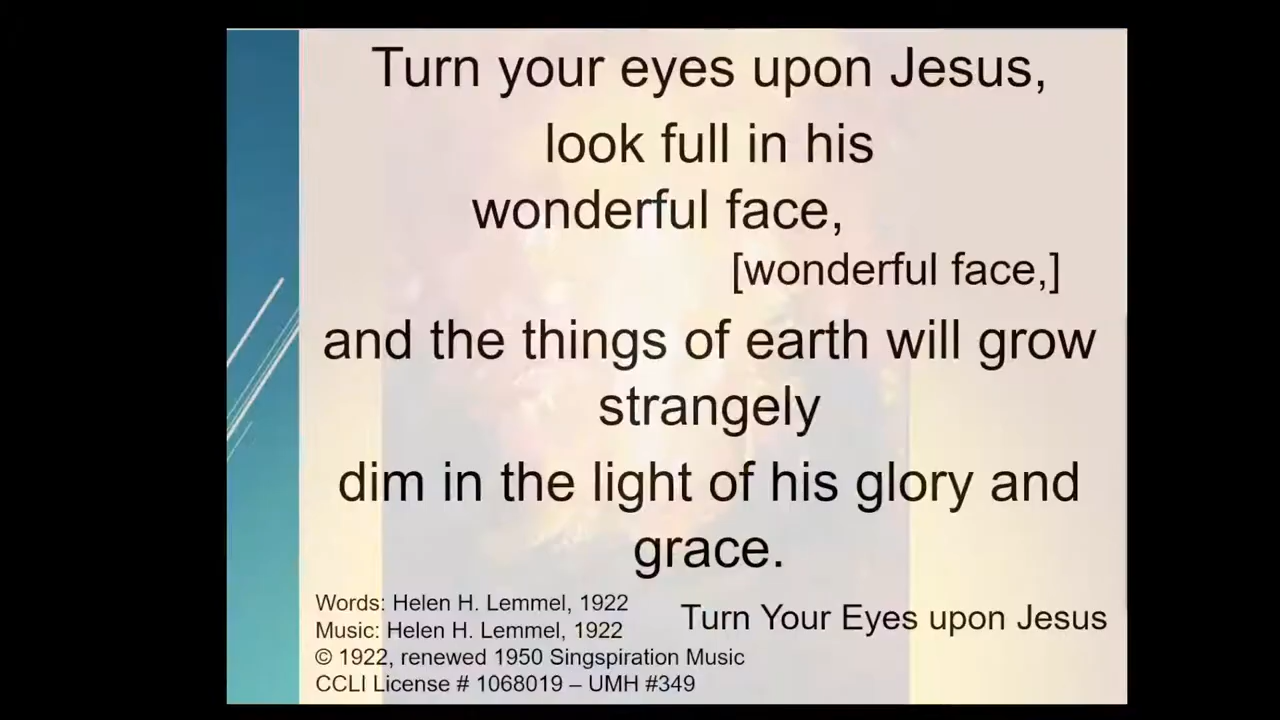 Turn your eyes upon Jesus,
look full in his
wonderful face,
[wonderful face,]
and the things of earth will grow
strangely
dim in the light of his glory and
grace.
Words: Helen H. Lemmel, 1922
Music: Helen H. Lemmel, 1922
© 1922, renewed 1950 Singspiration Music
CCLI License # 1068019 – UMH #349
Turn Your Eyes upon Jesus